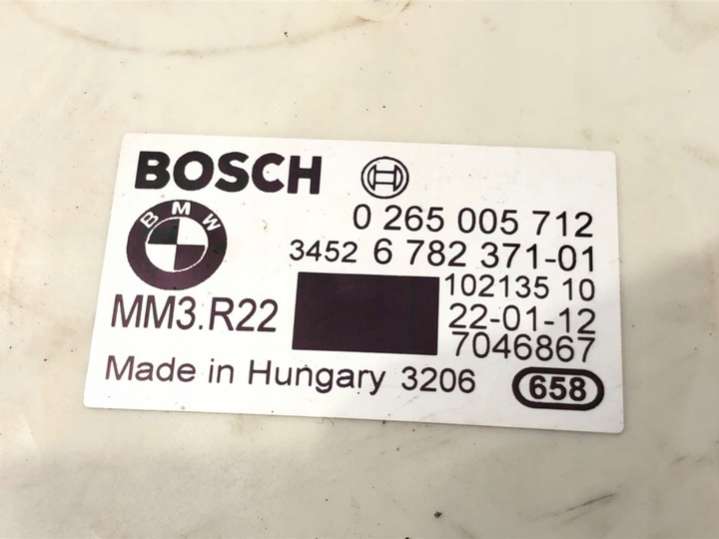 BOSCH
0 265 005 712
BMW
3452 6 782 371-01
102135 10
MM3.R22
22-01-12
7046867
Made in Hungary 3206
658